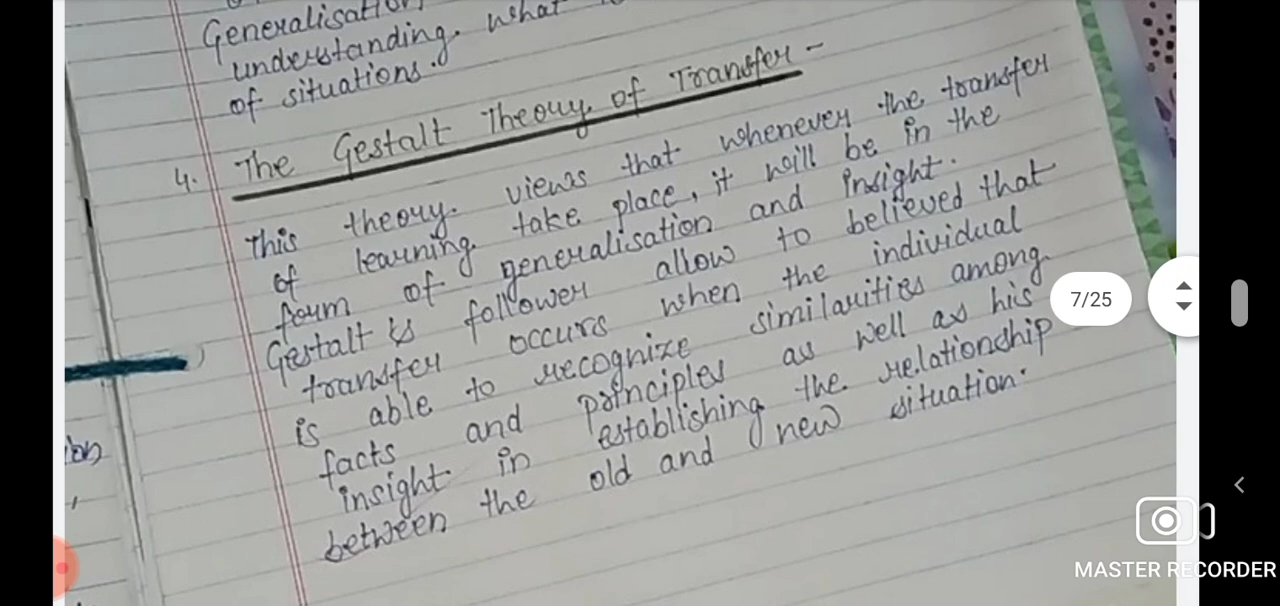 Generalisation,
understanding. what
of situations.
4. The Gestalt Theory of Transfer -
This theory. views that whenever the transfer
of learning take place, it will be in the
form of generalisation and insight.
Gestalt is follower allow to believed that
transfer occurs when the individual
is able to recognize similarities among
facts and principles as well as his
insight in establishing the relationship
between the old and new situation.
7/25
MASTER RECORDER